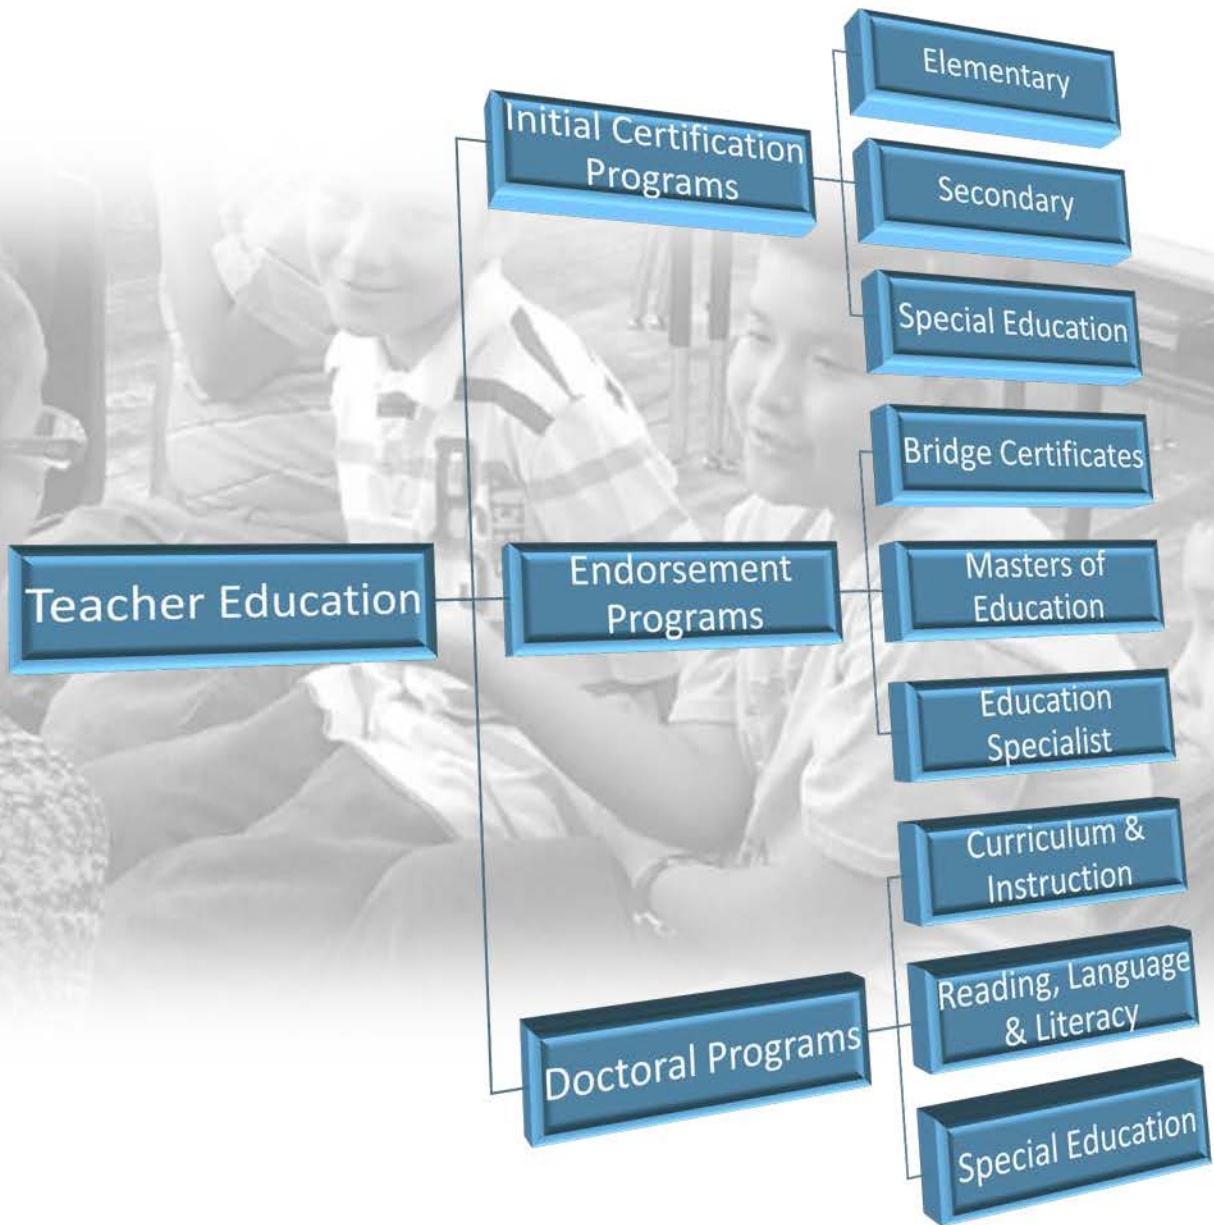 Teacher Education
Initial Certification
Programs
Elementary
Secondary
Special Education
Endorsement
Programs
Bridge Certificates
Masters of
Education
Education
Specialist
Doctoral Programs
Curriculum &
Instruction
Reading, Language
& Literacy
Special Education